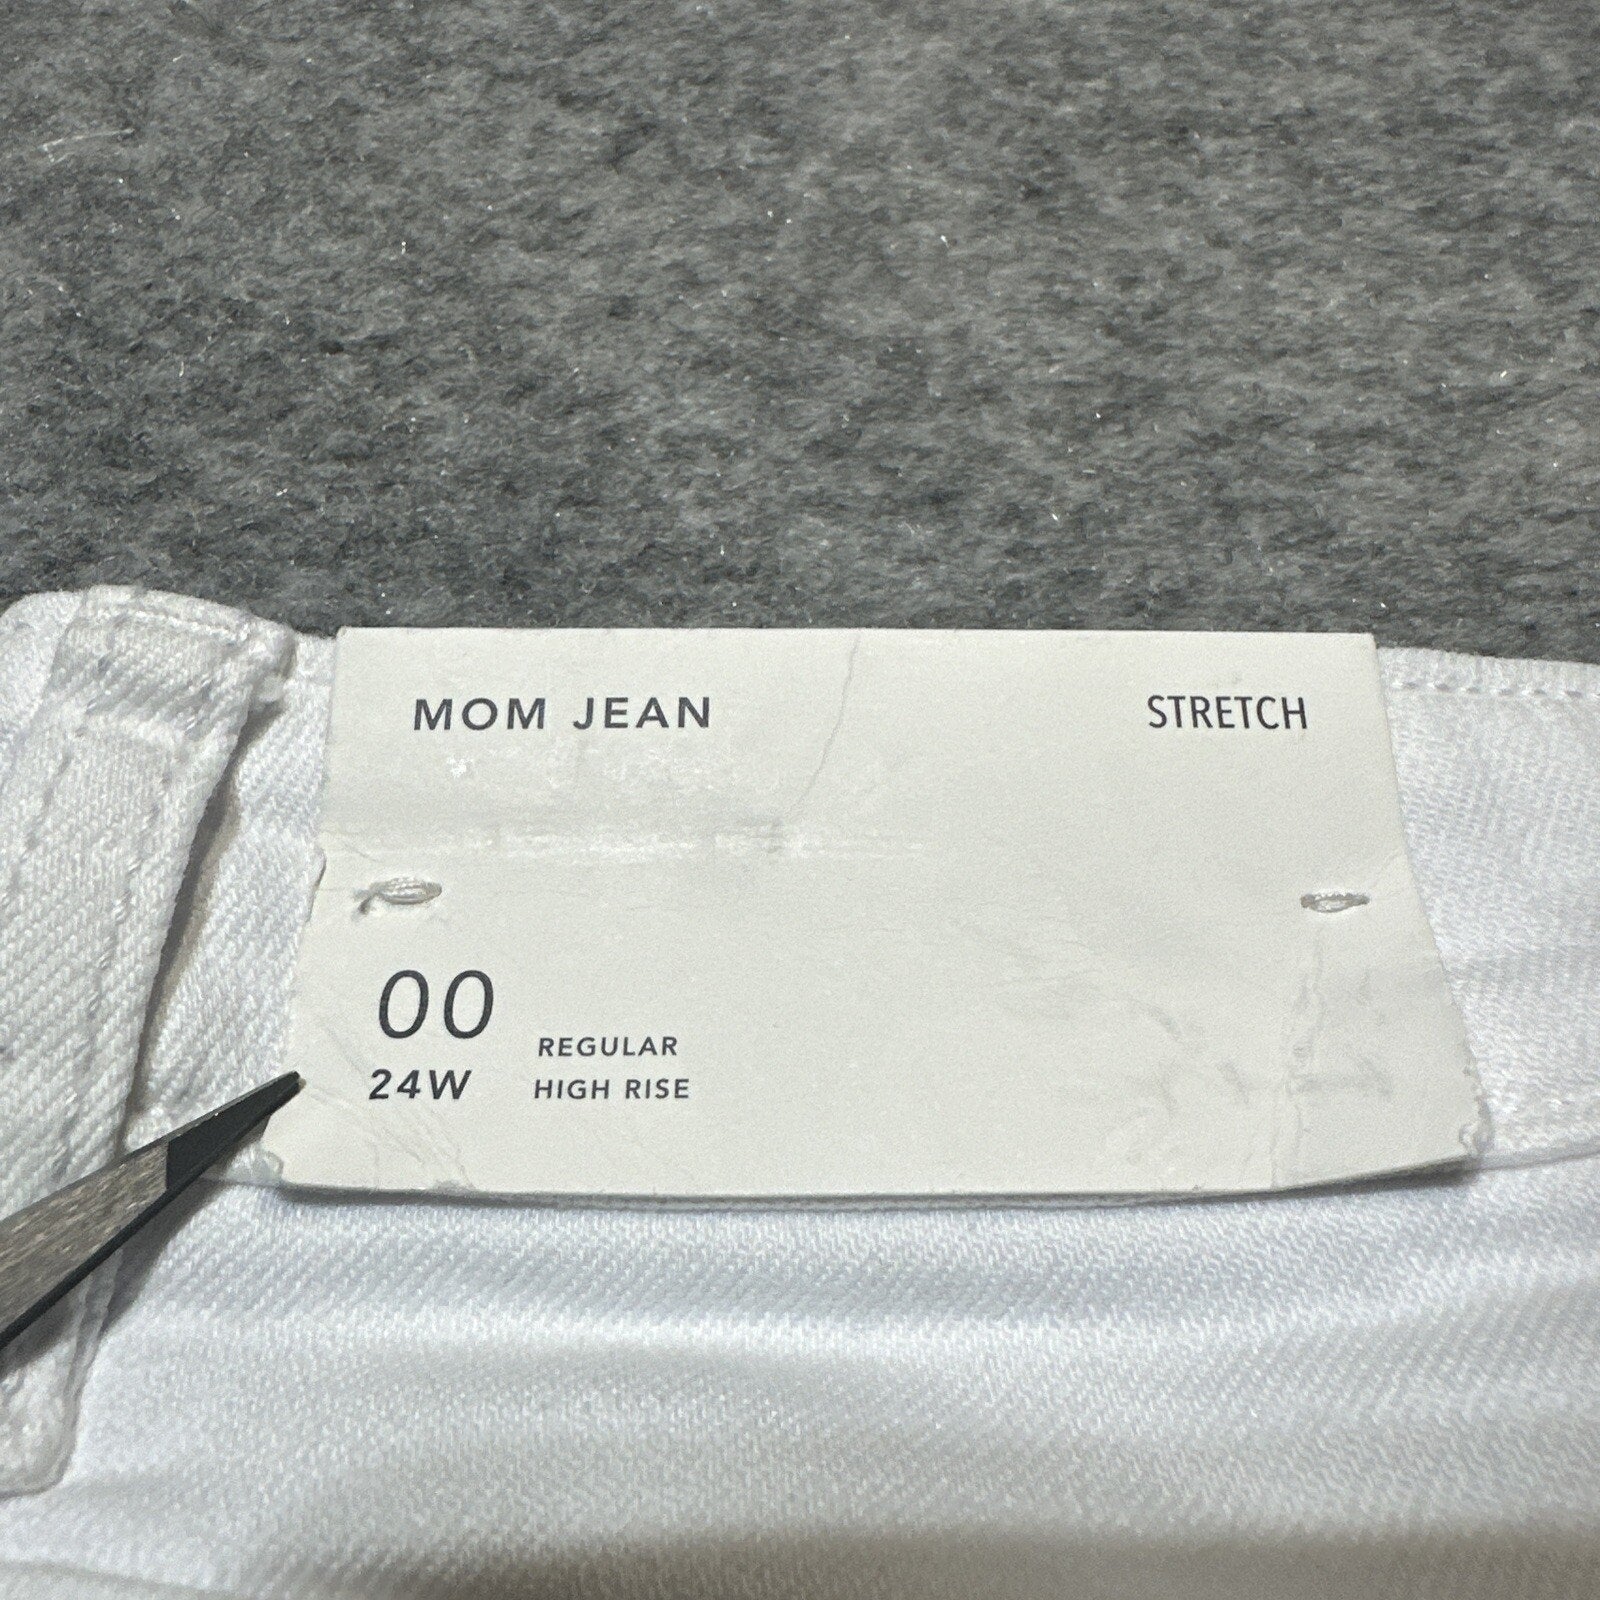 MOM JEAN STRETCH
00
REGULAR
24W HIGH RISE